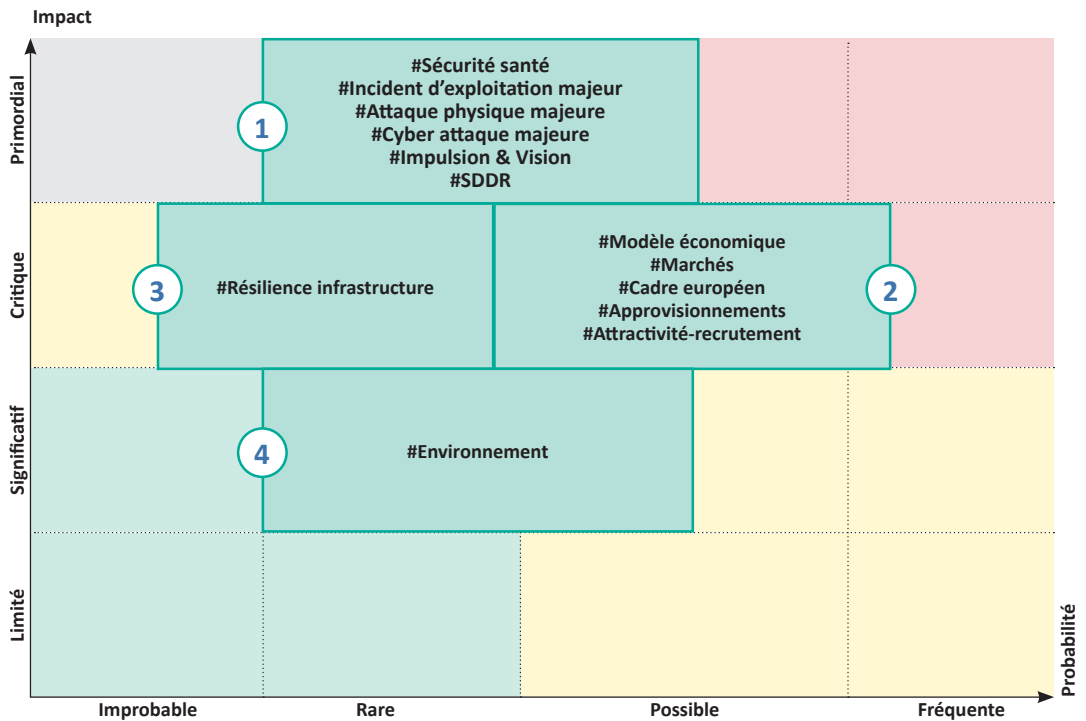 Impact
Primordial
1
#Sécurité santé
#Incident d'exploitation majeur
#Attaque physique majeure
#Cyber attaque majeure
#Impulsion & Vision
#SDDR
Critique
3
#Résilience infrastructure
#Modèle économique
#Marchés
#Cadre européen
#Approvisionnements
#Attractivité-recrutement
2
Significatif
4
#Environnement
Limité
Improbable
Rare
Possible
Fréquente
Probabilité